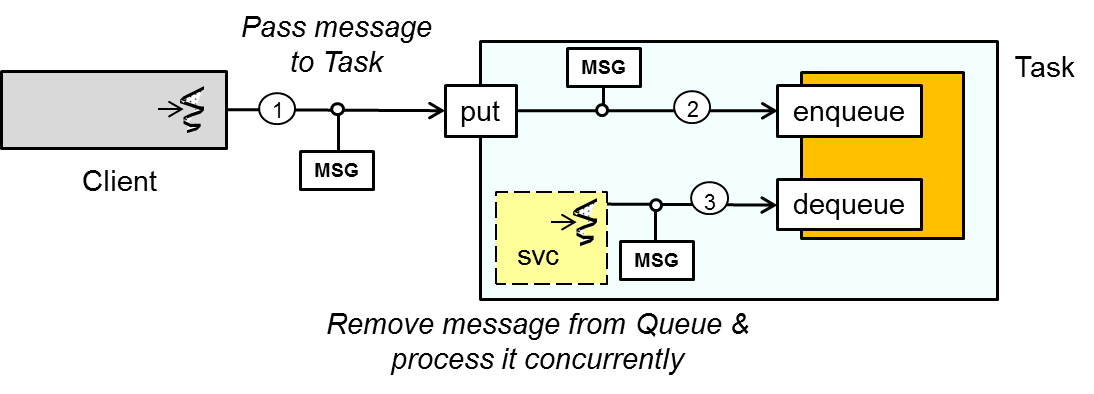 Pass message
to Task
Task
MSG
1
2
put
enqueue
MSG
Client
3
dequeue
svc
MSG
Remove message from Queue &
process it concurrently